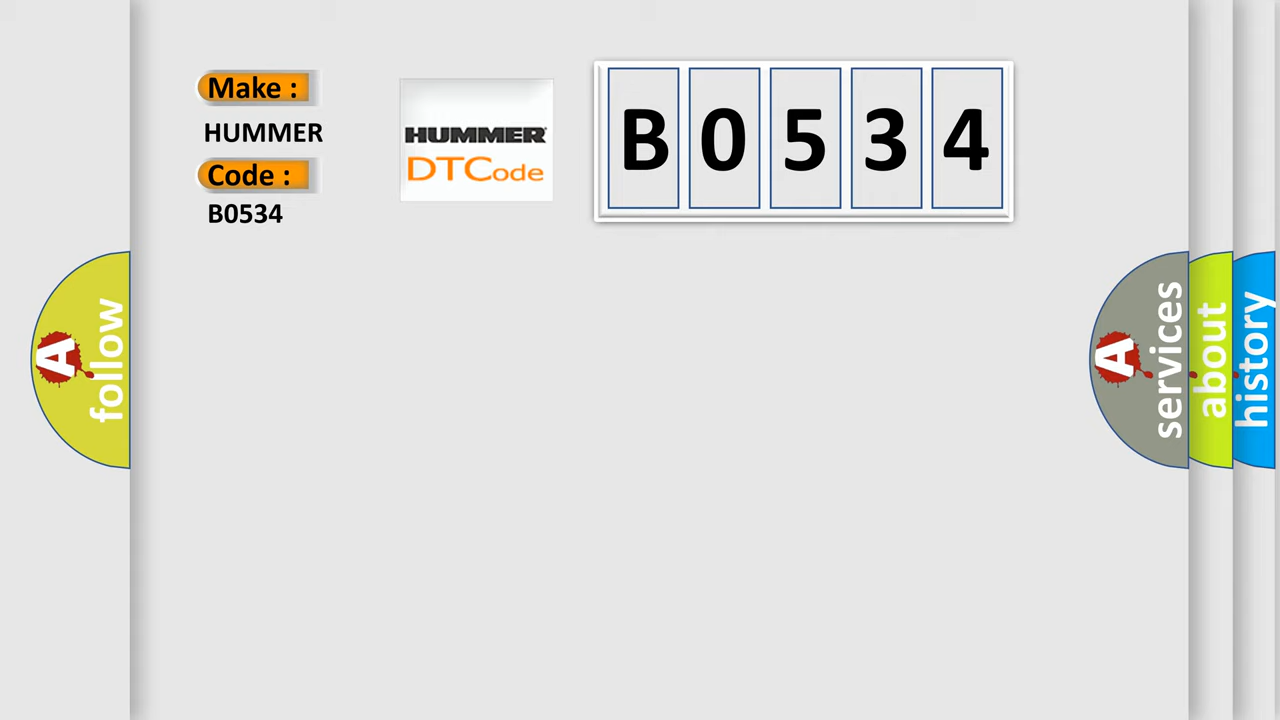 Make :
HUMMER
Code :
B0534
HUMMER
DTCode
B 0 5 3 4
A follow
A services
about
history